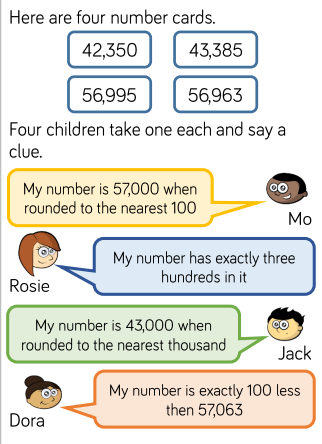 Here are four number cards.
42,350 43,385
56,995 56,963
Four children take one each and say a
clue.
My number is 57,000 when
rounded to the nearest 100
Mo
My number has exactly three
hundreds in it
Rosie
My number is 43,000 when
rounded to the nearest thousand
Jack
My number is exactly 100 less
then 57,063
Dora